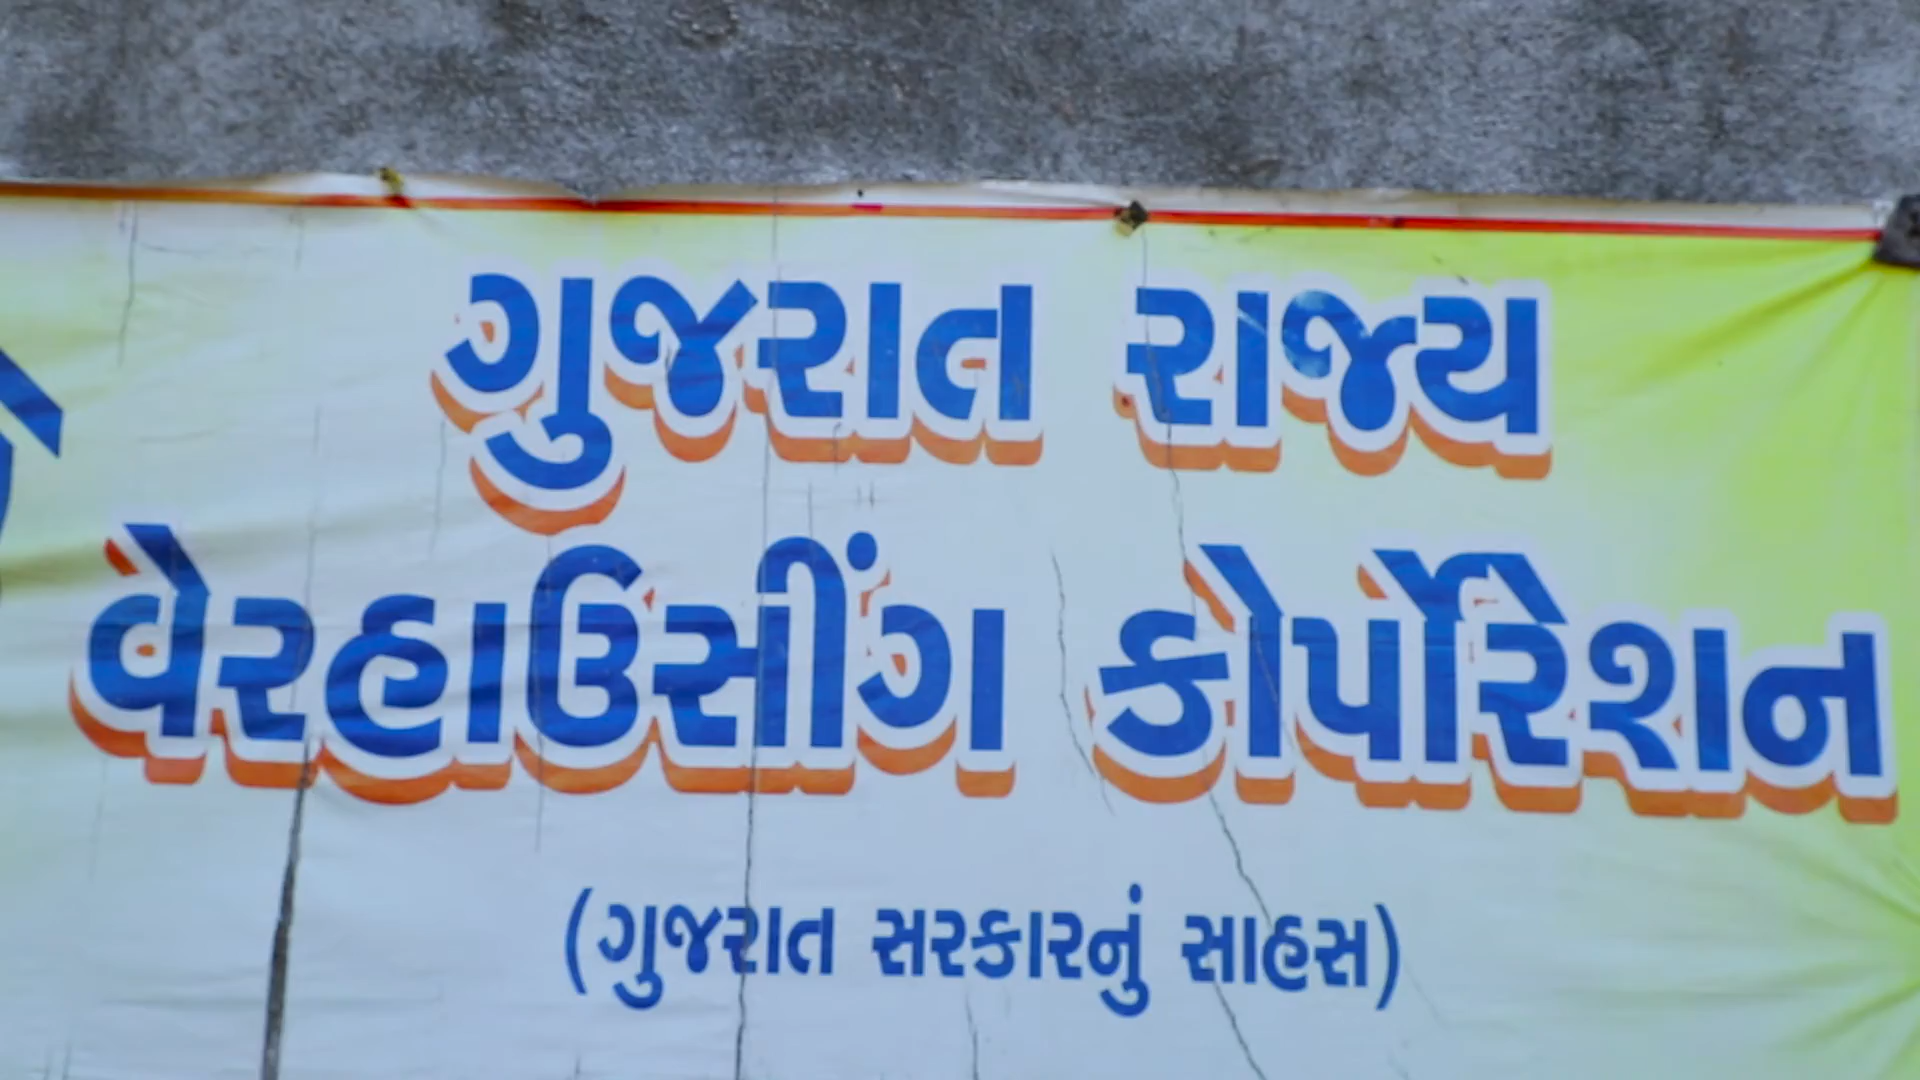 ગુજરાત રાજ્ય
વેરહાઉસીંગ કોર્પોરેશન
(ગુજરાત સરકારનું સાહસ)